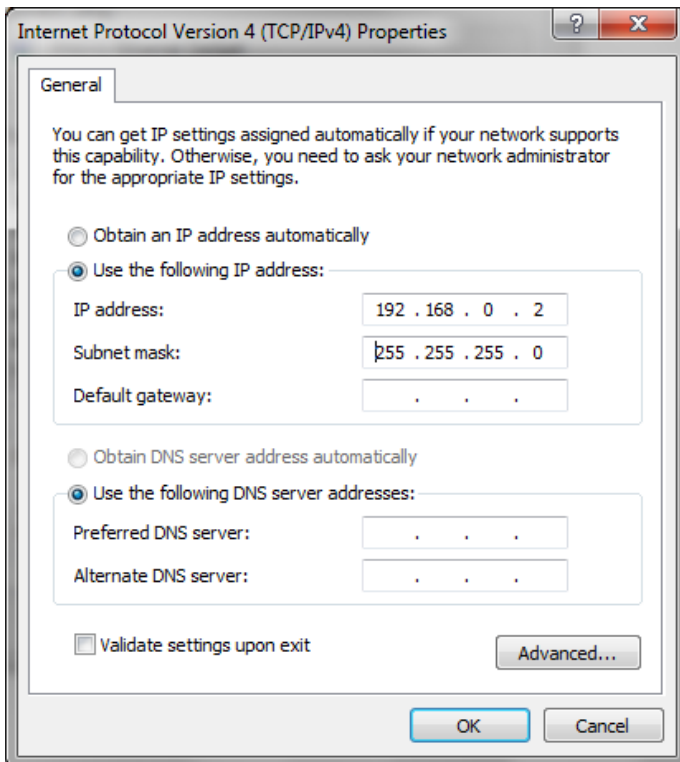 Internet Protocol Version 4 (TCP/IPv4) Properties
?
X
General
You can get IP settings assigned automatically if your network supports
this capability. Otherwise, you need to ask your network administrator
for the appropriate IP settings.
Obtain an IP address automatically
Use the following IP address:
IP address: 192 . 168 . 0 . 2
Subnet mask: 255 . 255 . 255 . 0
Default gateway: . . .
Obtain DNS server address automatically
Use the following DNS server addresses:
Preferred DNS server: . . .
Alternate DNS server: . . .
Validate settings upon exit
Advanced...
OK Cancel